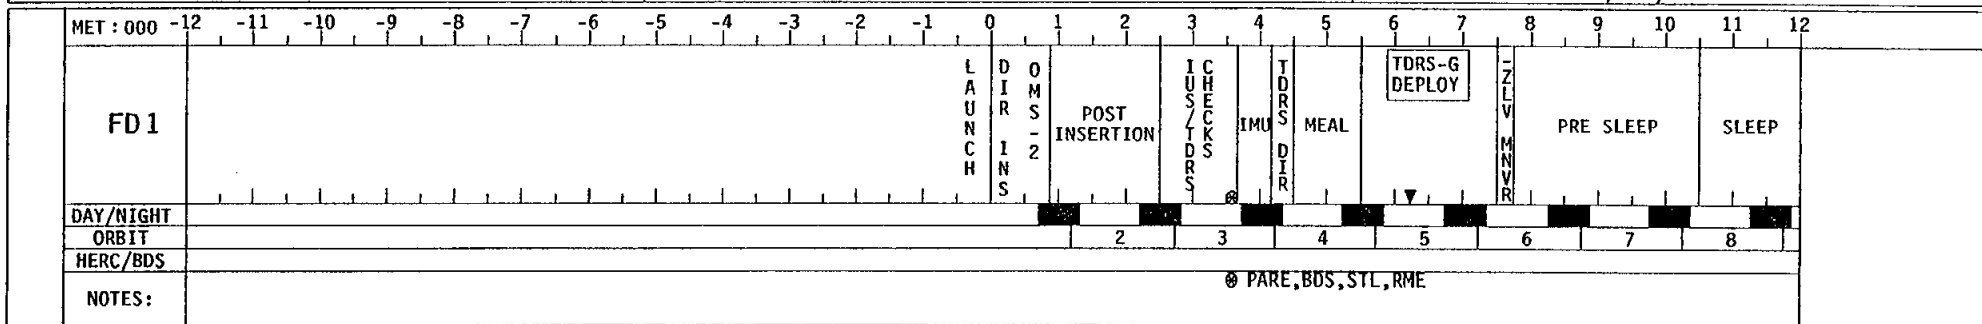 MET:000 -12 -11 -10 -9 -8 -7 -6 -5 -4 -3 -2 -1 0 1 2 3 4 5 6 7 8 9 10 11 12
FD1
LAUNCH
DIR INS
OMS-2
POST
INSERTION
IUS/TDRS
CHECKS
IMU
TDRS DIR
MEAL
TDRS-G
DEPLOY
-ZLV MNVR
PRE SLEEP
SLEEP
DAY/NIGHT
ORBIT 2 3 4 5 6 7 8
HERC/BDS
NOTES:
⊛ PARE,BDS,STL,RME